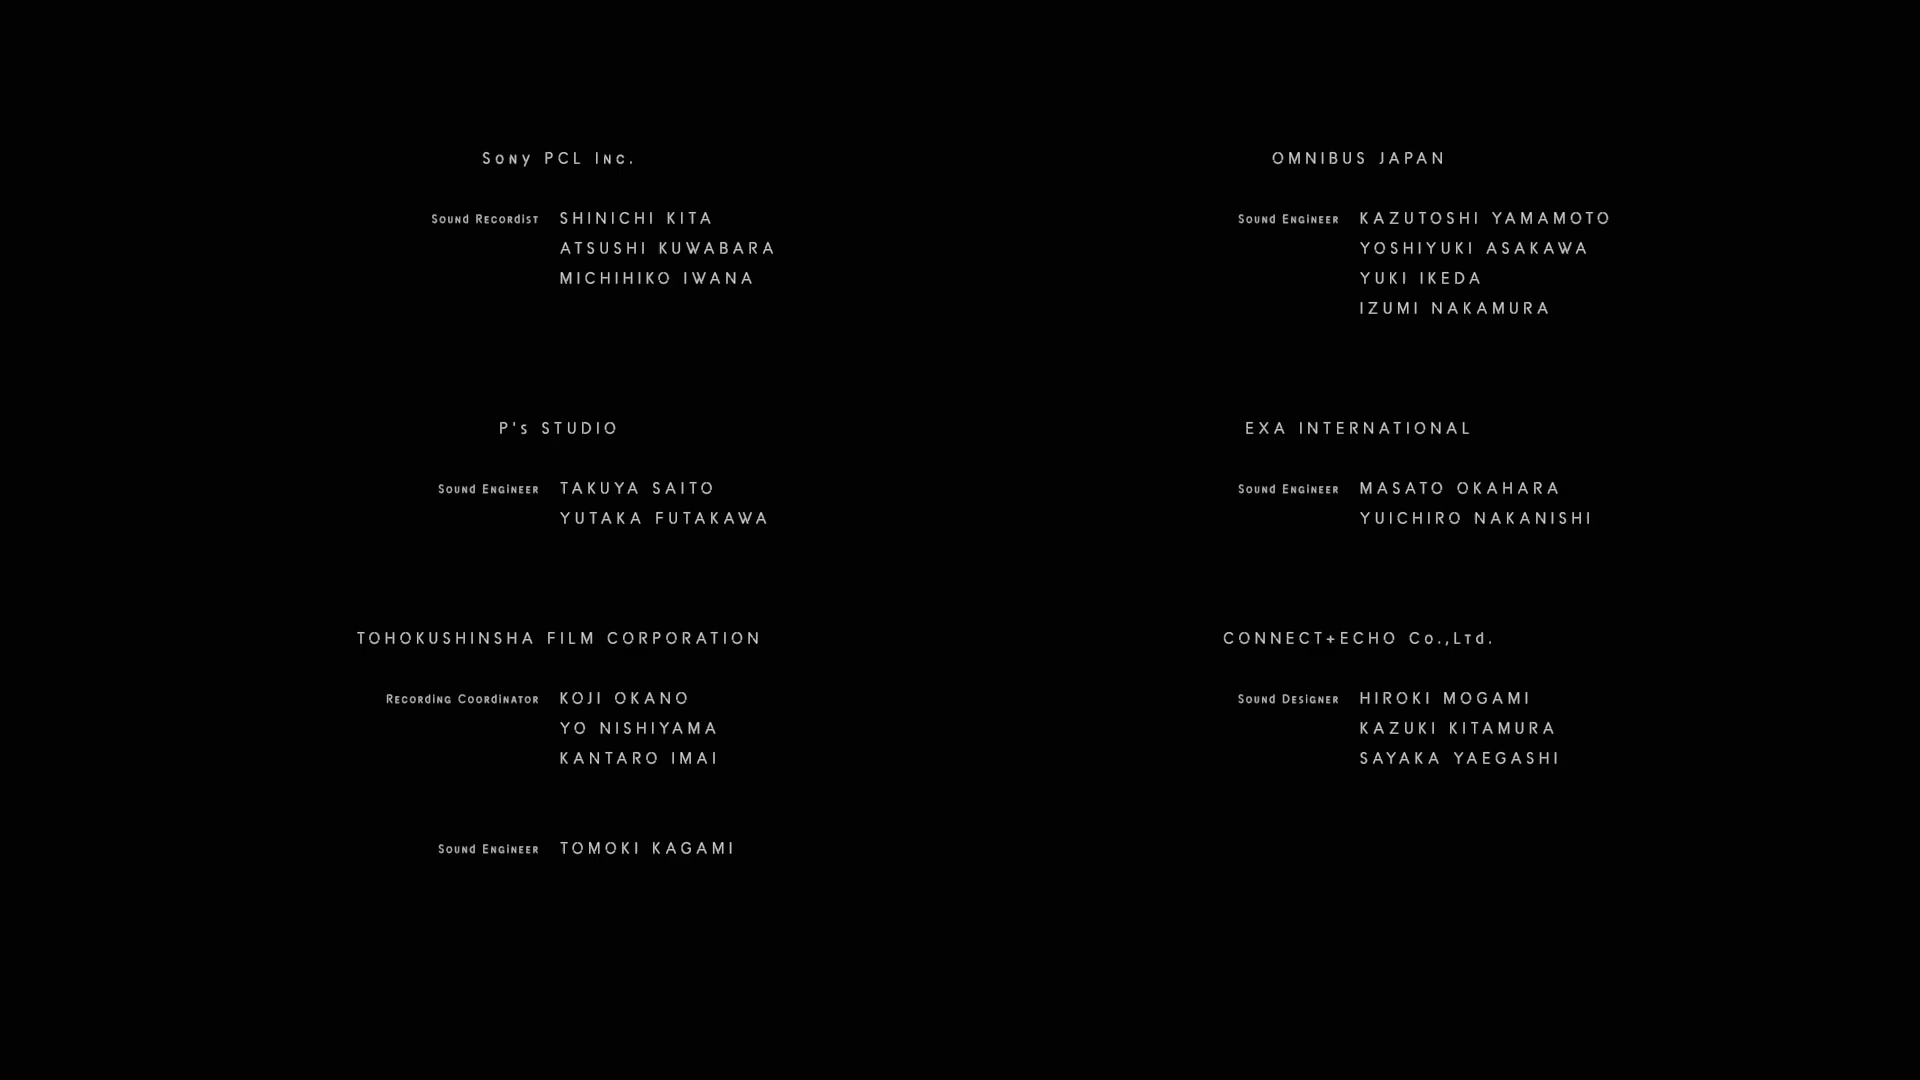 Sony PCL Inc.
Sound Recordist SHINICHI KITA
ATSUSHI KUWABARA
MICHIHIKO IWANA
P's STUDIO
Sound Engineer TAKUYA SAITO
YUTAKA FUTAKAWA
TOHOKUSHINSHA FILM CORPORATION
Recording Coordinator KOJI OKANO
YO NISHIYAMA
KANTARO IMAI
Sound Engineer TOMOKI KAGAMI
OMNIBUS JAPAN
Sound Engineer KAZUTOSHI YAMAMOTO
YOSHIYUKI ASAKAWA
YUKI IKEDA
IZUMI NAKAMURA
EXA INTERNATIONAL
Sound Engineer MASATO OKAHARA
YUICHIRO NAKANISHI
CONNECT+ECHO Co.,Ltd.
Sound Designer HIROKI MOGAMI
KAZUKI KITAMURA
SAYAKA YAEGASHI